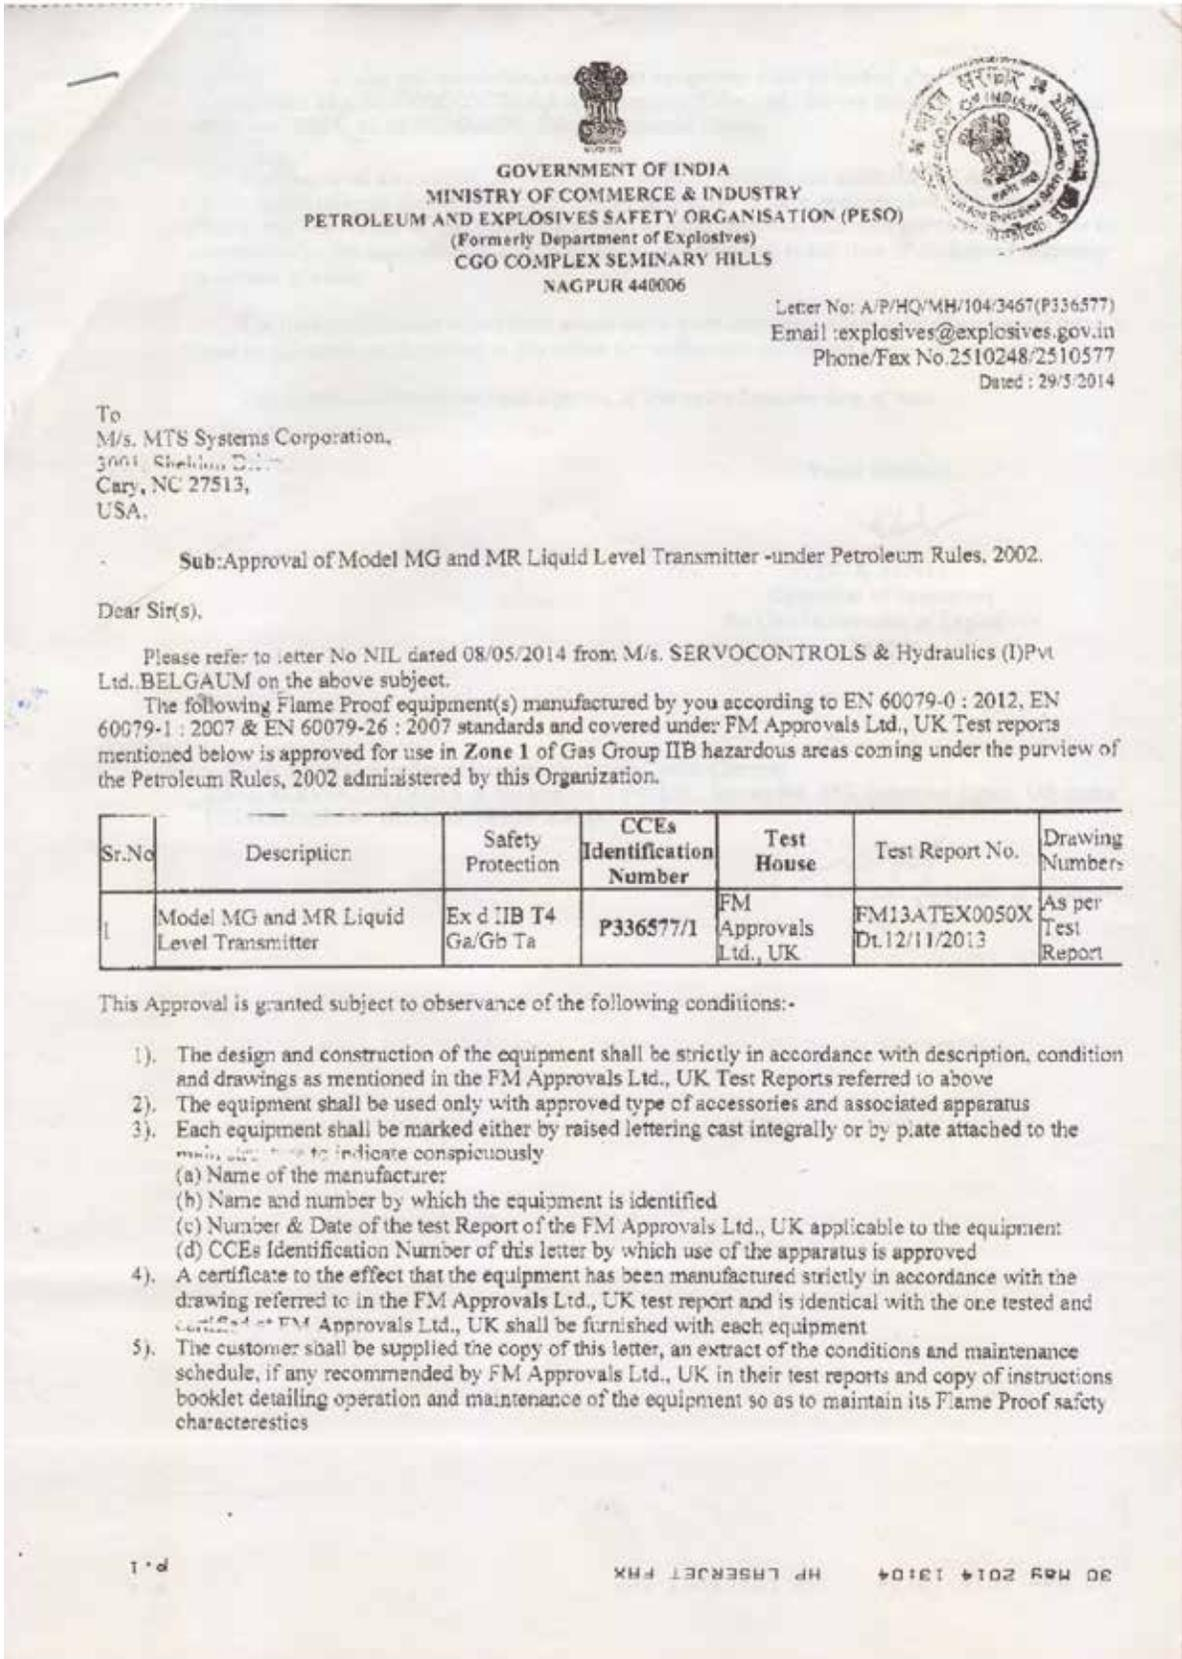 GOVERNMENT OF INDIA
MINISTRY OF COMMERCE & INDUSTRY
PETROLEUM AND EXPLOSIVES SAFETY ORGANISATION (PESO)
(Formerly Department of Explosives)
CGO COMPLEX SEMINARY HILLS
NAGPUR 440006
Letter No: A/P/HQ/MH/104/3467(P336577)
Email :explosives@explosives.gov.in
Phone/Fax No.2510248/2510577
Dated : 29/5/2014
To
M/s. MTS Systems Corporation,
3001, Sheldon
Cary, NC 27513,
USA.
Sub:Approval of Model MG and MR Liquid Level Transmitter -under Petroleum Rules, 2002.
Dear Sir(s),
Please refer to letter No NIL dated 08/05/2014 from M/s. SERVOCONTROLS & Hydraulics (I)Pvt
Ltd..BELGAUM on the above subject.
The following Flame Proof equipment(s) manufactured by you according to EN 60079-0 : 2012, EN
60079-1 : 2007 & EN 60079-26 : 2007 standards and covered under FM Approvals Ltd., UK Test reports
mentioned below is approved for use in Zone 1 of Gas Group IIB hazardous areas coming under the purview of
the Petroleum Rules, 2002 administered by this Organization.
Sr.No Description Safety Protection CCEs Identification Number Test House Test Report No. Drawing Numbers
1 Model MG and MR Liquid Level Transmitter Ex d IIB T4 Ga/Gb Ta P336577/1 FM Approvals Ltd., UK FM13ATEX0050X Dt.12/11/2013 As per Test Report
This Approval is granted subject to observance of the following conditions:-
1). The design and construction of the equipment shall be strictly in accordance with description, condition
and drawings as mentioned in the FM Approvals Ltd., UK Test Reports referred to above
2). The equipment shall be used only with approved type of accessories and associated apparatus
3). Each equipment shall be marked either by raised lettering cast integrally or by plate attached to the
to indicate conspicuously
(a) Name of the manufacturer
(b) Name and number by which the equipment is identified
(c) Number & Date of the test Report of the FM Approvals Ltd., UK applicable to the equipment
(d) CCEs Identification Number of this letter by which use of the apparatus is approved
4). A certificate to the effect that the equipment has been manufactured strictly in accordance with the
drawing referred to in the FM Approvals Ltd., UK test report and is identical with the one tested and
certified at FM Approvals Ltd., UK shall be furnished with each equipment
5). The customer shall be supplied the copy of this letter, an extract of the conditions and maintenance
schedule, if any recommended by FM Approvals Ltd., UK in their test reports and copy of instructions
booklet detailing operation and maintenance of the equipment so as to maintain its Flame Proof safety
characterestics
30 May 2014 13:04 HP LASERJET FAX p.1